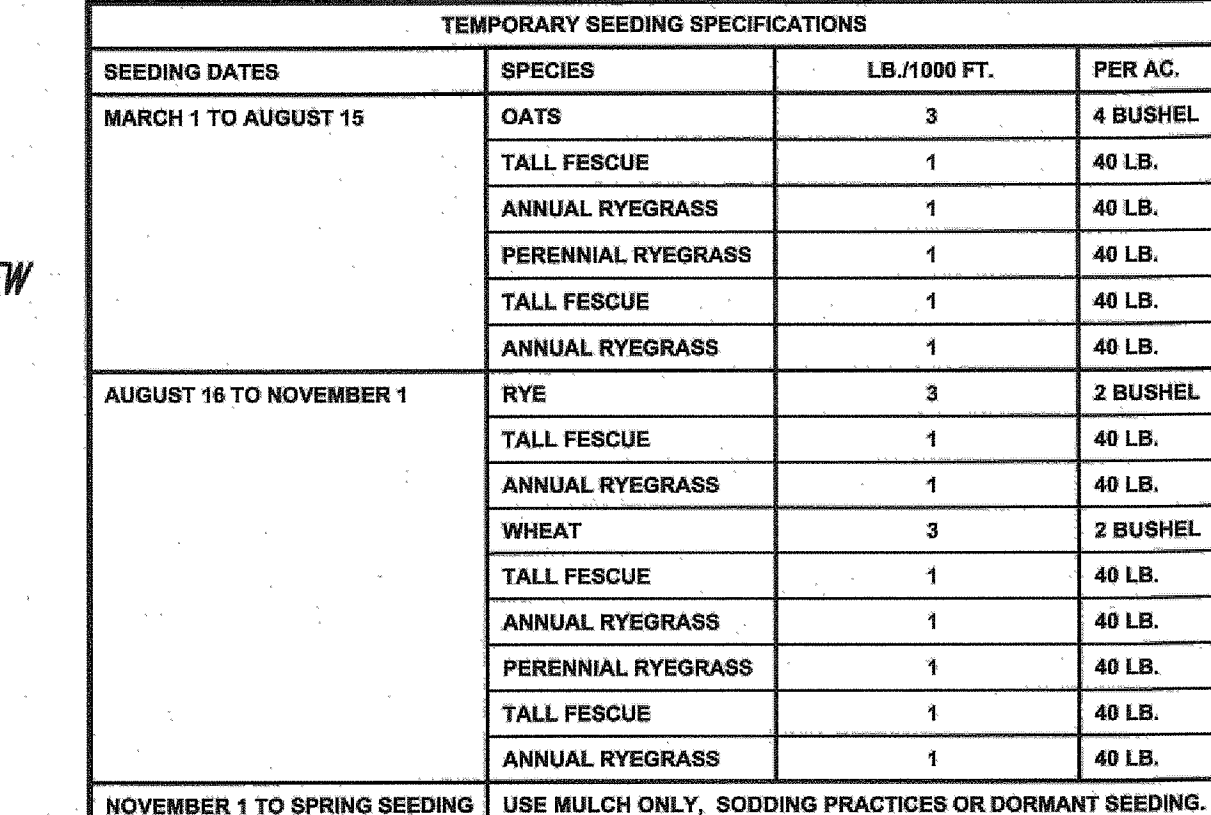 TEMPORARY SEEDING SPECIFICATIONS
SEEDING DATES SPECIES LB./1000 FT. PER AC.
MARCH 1 TO AUGUST 15 OATS 3 4 BUSHEL
TALL FESCUE 1 40 LB.
ANNUAL RYEGRASS 1 40 LB.
PERENNIAL RYEGRASS 1 40 LB.
TALL FESCUE 1 40 LB.
ANNUAL RYEGRASS 1 40 LB.
AUGUST 16 TO NOVEMBER 1 RYE 3 2 BUSHEL
TALL FESCUE 1 40 LB.
ANNUAL RYEGRASS 1 40 LB.
WHEAT 3 2 BUSHEL
TALL FESCUE 1 40 LB.
ANNUAL RYEGRASS 1 40 LB.
PERENNIAL RYEGRASS 1 40 LB.
TALL FESCUE 1 40 LB.
ANNUAL RYEGRASS 1 40 LB.
NOVEMBER 1 TO SPRING SEEDING USE MULCH ONLY, SODDING PRACTICES OR DORMANT SEEDING.